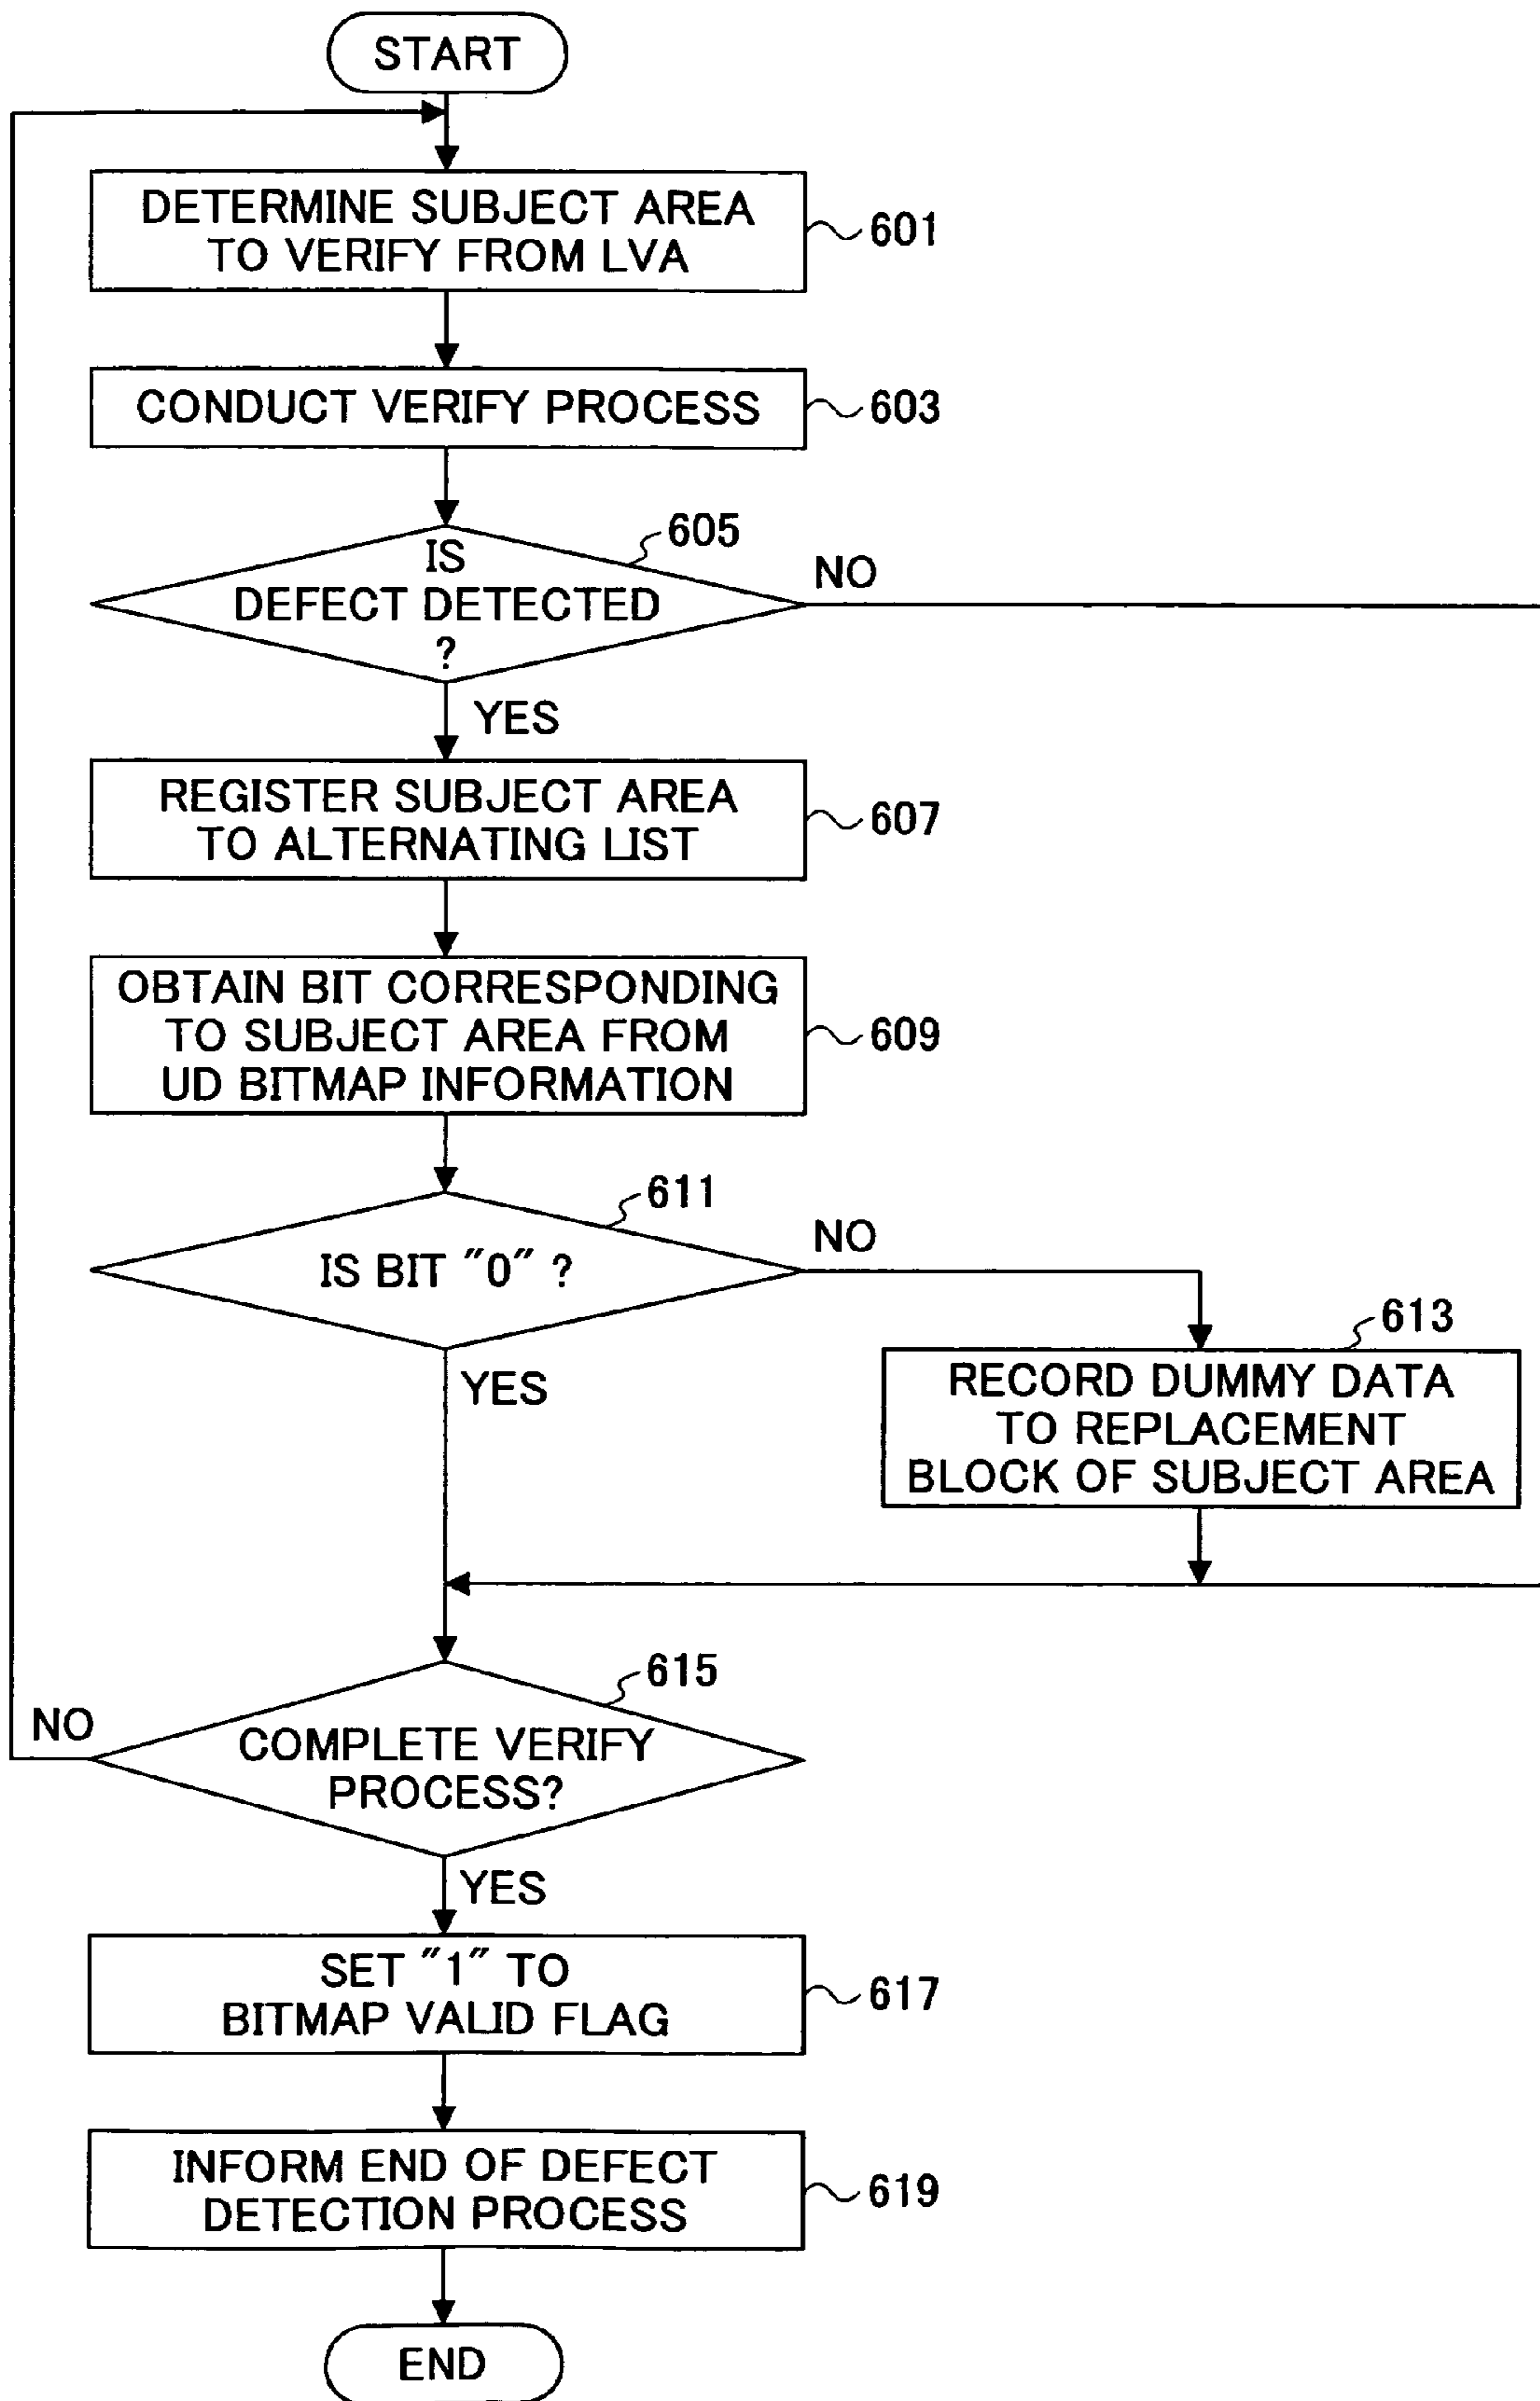 START
DETERMINE SUBJECT AREA
TO VERIFY FROM LVA
601
CONDUCT VERIFY PROCESS
603
605
IS
DEFECT DETECTED
?
NO
YES
REGISTER SUBJECT AREA
TO ALTERNATING LIST
607
OBTAIN BIT CORRESPONDING
TO SUBJECT AREA FROM
UD BITMAP INFORMATION
609
611
IS BIT "0" ?
NO
YES
613
RECORD DUMMY DATA
TO REPLACEMENT
BLOCK OF SUBJECT AREA
615
COMPLETE VERIFY
PROCESS?
NO
YES
SET "1" TO
BITMAP VALID FLAG
617
INFORM END OF DEFECT
DETECTION PROCESS
619
END